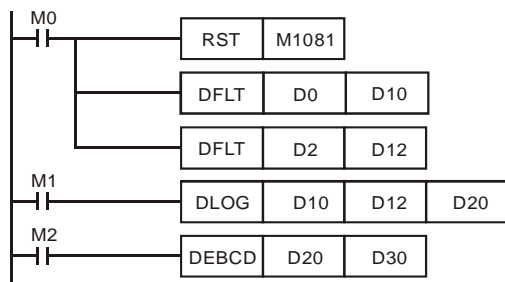 M0
RST M1081
DFLT D0 D10
DFLT D2 D12
M1
DLOG D10 D12 D20
M2
DEBCD D20 D30